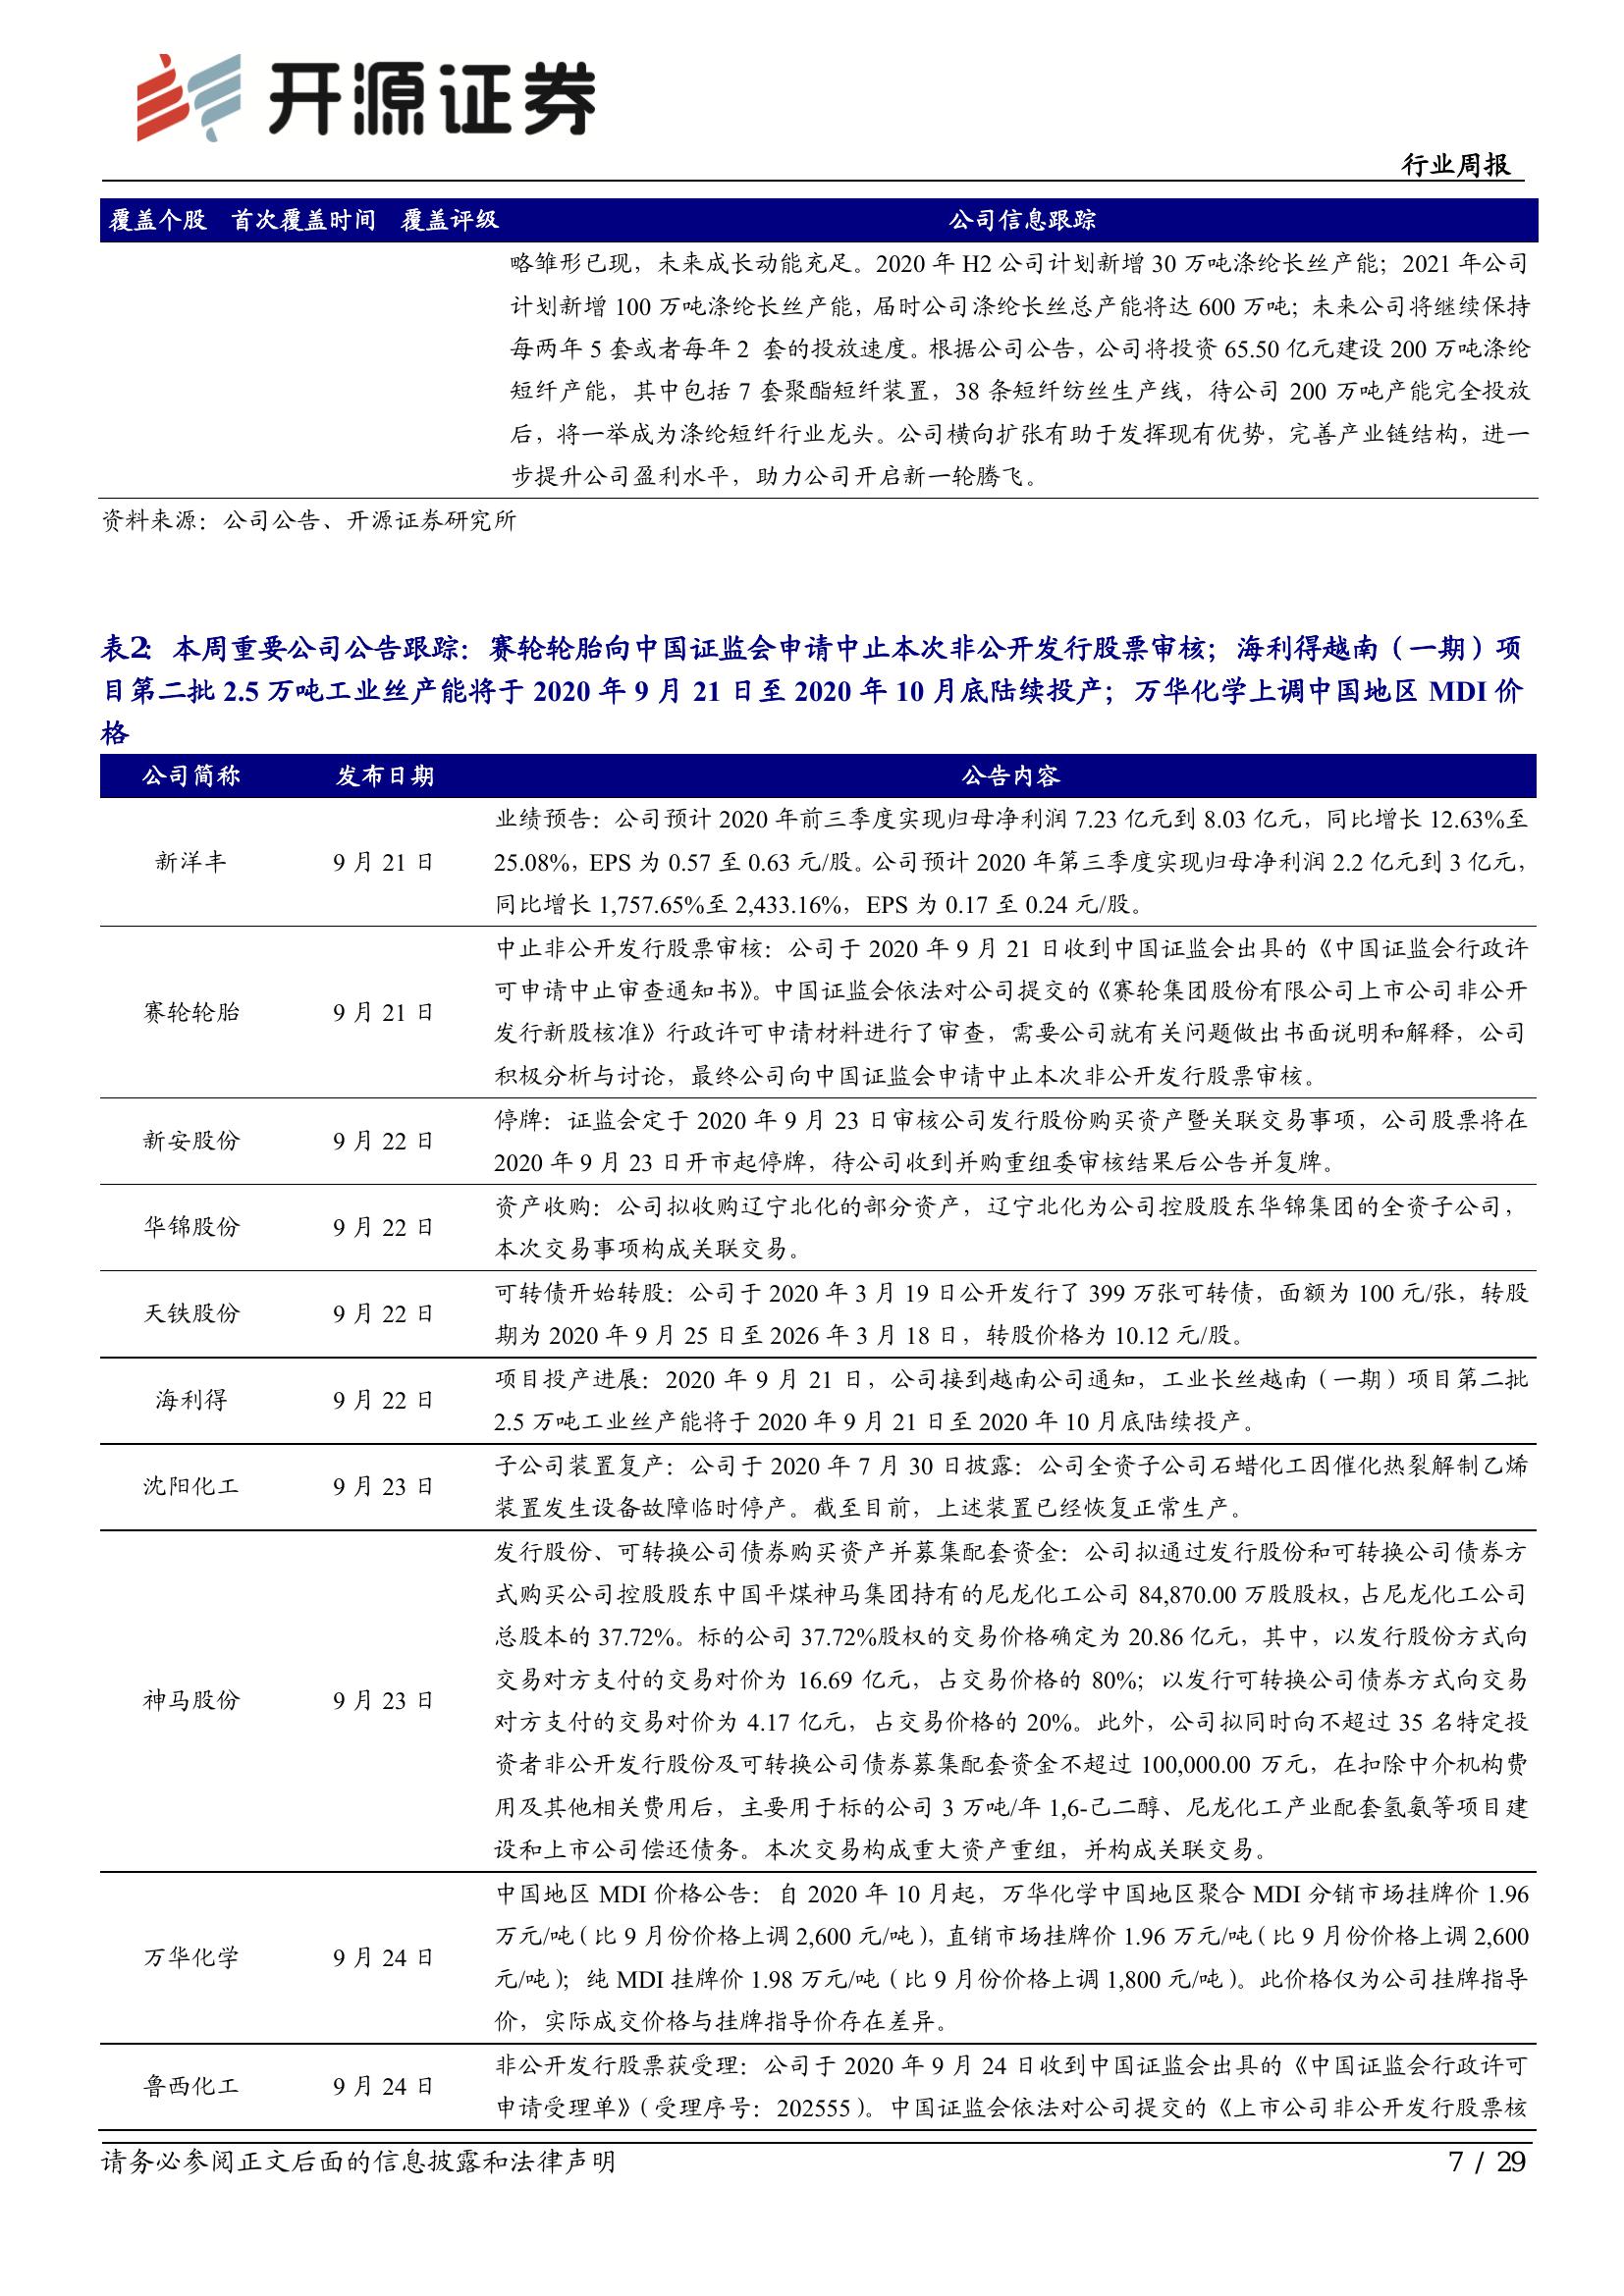 开源证券
行业周报
覆盖个股 首次覆盖时间 覆盖评级 公司信息跟踪
略雏形已现，未来成长动能充足。2020 年 H2 公司计划新增 30 万吨涤纶长丝产能；2021 年公司
计划新增 100 万吨涤纶长丝产能，届时公司涤纶长丝总产能将达 600 万吨；未来公司将继续保持
每两年 5 套或者每年 2 套的投放速度。根据公司公告，公司将投资 65.50 亿元建设 200 万吨涤纶
短纤产能，其中包括 7 套聚酯短纤装置，38 条短纤纺丝生产线，待公司 200 万吨产能完全投放
后，将一举成为涤纶短纤行业龙头。公司横向扩张有助于发挥现有优势，完善产业链结构，进一
步提升公司盈利水平，助力公司开启新一轮腾飞。
资料来源：公司公告、开源证券研究所
表2：本周重要公司公告跟踪：赛轮轮胎向中国证监会申请中止本次非公开发行股票审核；海利得越南（一期）项
目第二批 2.5 万吨工业丝产能将于 2020 年 9 月 21 日至 2020 年 10 月底陆续投产；万华化学上调中国地区 MDI 价
格
公司简称 发布日期 公告内容
业绩预告：公司预计 2020 年前三季度实现归母净利润 7.23 亿元到 8.03 亿元，同比增长 12.63%至
新洋丰 9 月 21 日 25.08%，EPS 为 0.57 至 0.63 元/股。公司预计 2020 年第三季度实现归母净利润 2.2 亿元到 3 亿元，
同比增长 1,757.65%至 2,433.16%，EPS 为 0.17 至 0.24 元/股。
中止非公开发行股票审核：公司于 2020 年 9 月 21 日收到中国证监会出具的《中国证监会行政许
可申请中止审查通知书》。中国证监会依法对公司提交的《赛轮集团股份有限公司上市公司非公开
赛轮轮胎 9 月 21 日
发行新股核准》行政许可申请材料进行了审查，需要公司就有关问题做出书面说明和解释，公司
积极分析与讨论，最终公司向中国证监会申请中止本次非公开发行股票审核。
新安股份 9 月 22 日
停牌：证监会定于 2020 年 9 月 23 日审核公司发行股份购买资产暨关联交易事项，公司股票将在
2020 年 9 月 23 日开市起停牌，待公司收到并购重组委审核结果后公告并复牌。
华锦股份 9 月 22 日
资产收购：公司拟收购辽宁北化的部分资产，辽宁北化为公司控股股东华锦集团的全资子公司，
本次交易事项构成关联交易。
天铁股份 9 月 22 日
可转债开始转股：公司于 2020 年 3 月 19 日公开发行了 399 万张可转债，面额为 100 元/张，转股
期为 2020 年 9 月 25 日至 2026 年 3 月 18 日，转股价格为 10.12 元/股。
海利得 9 月 22 日
项目投产进展：2020 年 9 月 21 日，公司接到越南公司通知，工业长丝越南（一期）项目第二批
2.5 万吨工业丝产能将于 2020 年 9 月 21 日至 2020 年 10 月底陆续投产。
沈阳化工 9 月 23 日
子公司装置复产：公司于 2020 年 7 月 30 日披露：公司全资子公司石蜡化工因催化热裂解制乙烯
装置发生设备故障临时停产。截至目前，上述装置已经恢复正常生产。
发行股份、可转换公司债券购买资产并募集配套资金：公司拟通过发行股份和可转换公司债券方
式购买公司控股股东中国平煤神马集团持有的尼龙化工公司 84,870.00 万股股权，占尼龙化工公司
总股本的 37.72%。标的公司 37.72%股权的交易价格确定为 20.86 亿元，其中，以发行股份方式向
交易对方支付的交易对价为 16.69 亿元，占交易价格的 80%；以发行可转换公司债券方式向交易
神马股份 9 月 23 日
对方支付的交易对价为 4.17 亿元，占交易价格的 20%。此外，公司拟同时向不超过 35 名特定投
资者非公开发行股份及可转换公司债券募集配套资金不超过 100,000.00 万元，在扣除中介机构费
用及其他相关费用后，主要用于标的公司 3 万吨/年 1,6-己二醇、尼龙化工产业配套氢氨等项目建
设和上市公司偿还债务。本次交易构成重大资产重组，并构成关联交易。
中国地区 MDI 价格公告：自 2020 年 10 月起，万华化学中国地区聚合 MDI 分销市场挂牌价 1.96
万元/吨（比 9 月份价格上调 2,600 元/吨），直销市场挂牌价 1.96 万元/吨（比 9 月份价格上调 2,600
万华化学 9 月 24 日
元/吨）；纯 MDI 挂牌价 1.98 万元/吨（比 9 月份价格上调 1,800 元/吨）。此价格仅为公司挂牌指导
价，实际成交价格与挂牌指导价存在差异。
鲁西化工 9 月 24 日
非公开发行股票获受理：公司于 2020 年 9 月 24 日收到中国证监会出具的《中国证监会行政许可
申请受理单》（受理序号：202555）。中国证监会依法对公司提交的《上市公司非公开发行股票核
请务必参阅正文后面的信息披露和法律声明 7 / 29